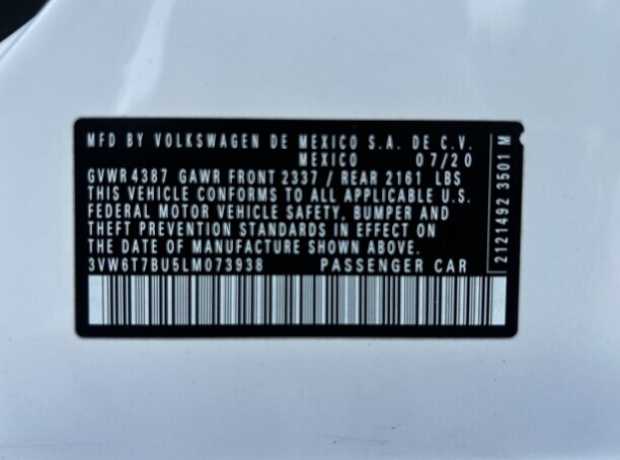 MFD BY VOLKSWAGEN DE MEXICO S.A. DE C.V.
MEXICO 07/20
GVWR 4387 GAWR FRONT 2337 / REAR 2161 LBS
THIS VEHICLE CONFORMS TO ALL APPLICABLE U.S.
FEDERAL MOTOR VEHICLE SAFETY, BUMPER AND
THEFT PREVENTION STANDARDS IN EFFECT ON
THE DATE OF MANUFACTURE SHOWN ABOVE.
3VW6T7BU5LM073938 PASSENGER CAR
2121492 3501 M